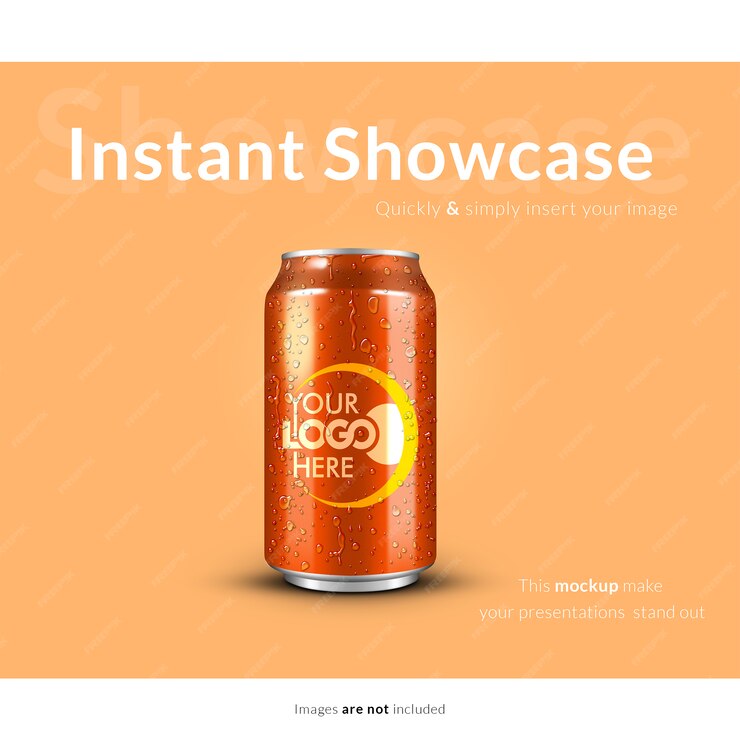 Showcase
Instant Showcase
Quickly & simply insert your image
YOUR
LOGO
HERE
This mockup make
your presentations stand out
Images are not included